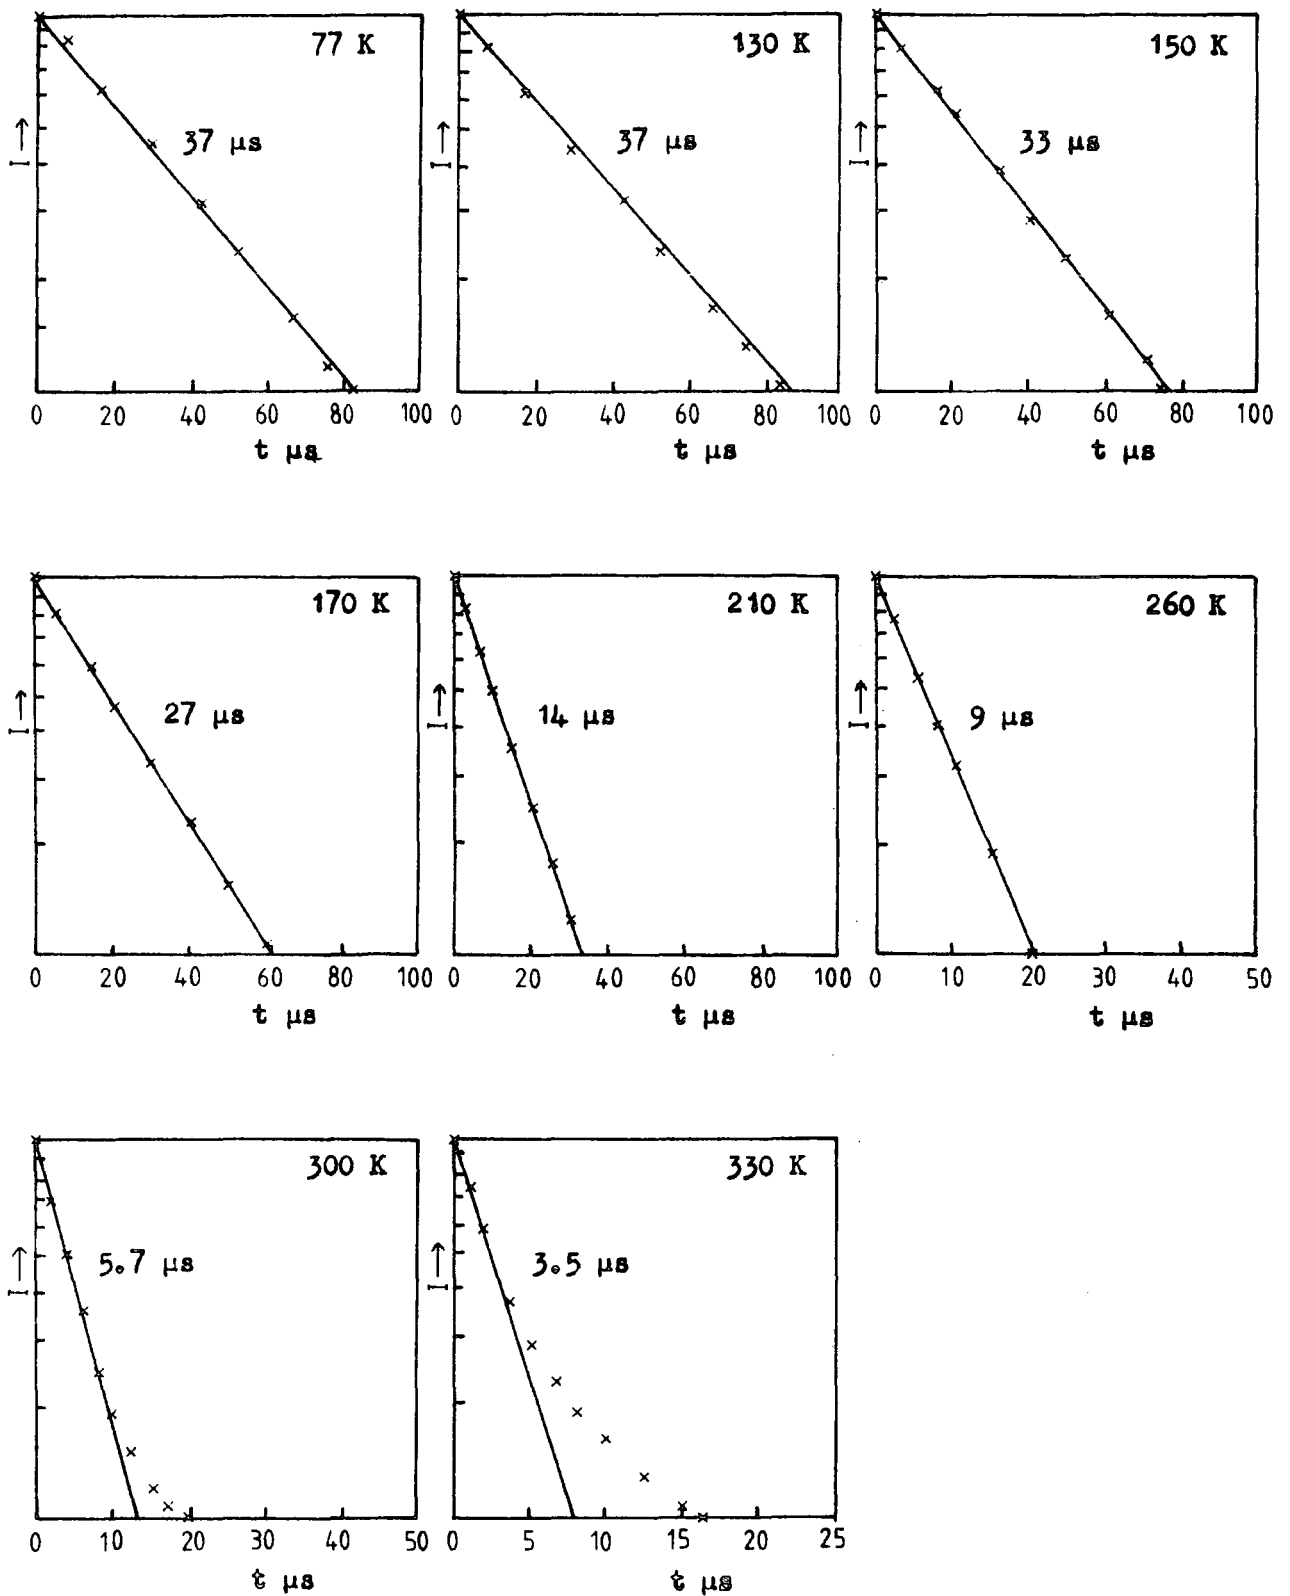 77 K 130 K 150 K
I→ 37 µs I→ 37 µs I→ 33 µs
0 20 40 60 80 100 0 20 40 60 80 100 0 20 40 60 80 100
t µs t µs t µs
170 K 210 K 260 K
I→ 27 µs I→ 14 µs I→ 9 µs
0 20 40 60 80 100 0 20 40 60 80 100 0 10 20 30 40 50
t µs t µs t µs
300 K 330 K
I→ 5.7 µs I→ 3.5 µs
0 10 20 30 40 50 0 5 10 15 20 25
t µs t µs